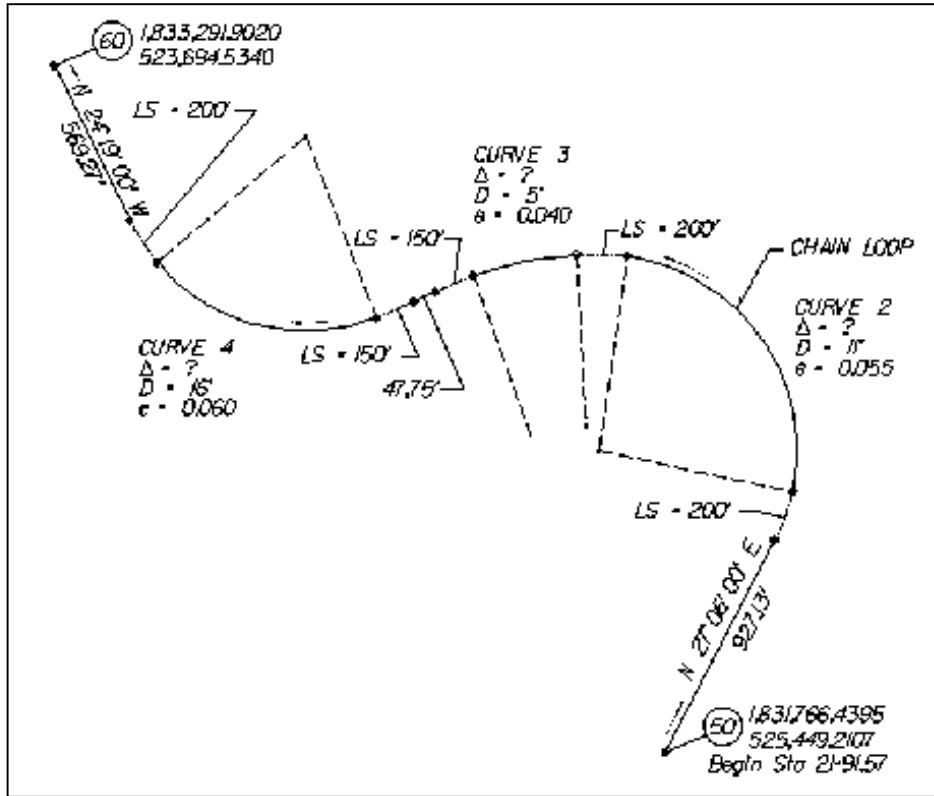 60
1,833,291.9020
523,694.5340
N 24° 19' 00" W
569.27'
LS = 200'
CURVE 3
Δ = ?
D = 5°
e = 0.040
LS = 150'
LS = 200'
CHAIN LOOP
CURVE 2
Δ = ?
D = 11°
e = 0.055
CURVE 4
Δ = ?
D = 16°
e = 0.060
LS = 150'
47.75'
LS = 200'
N 27° 06' 00" E
927.13'
50
1,831,766.4395
525,449.2107
Begin Sta 21+91.57